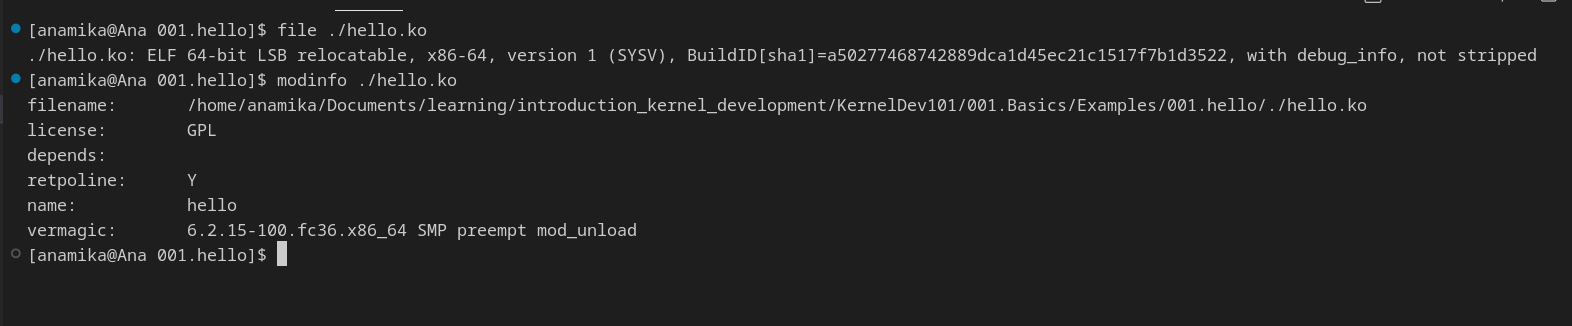 [anamika@Ana 001.hello]$ file ./hello.ko
./hello.ko: ELF 64-bit LSB relocatable, x86-64, version 1 (SYSV), BuildID[sha1]=a50277468742889dca1d45ec21c1517f7b1d3522, with debug_info, not stripped
[anamika@Ana 001.hello]$ modinfo ./hello.ko
filename:       /home/anamika/Documents/learning/introduction_kernel_development/KernelDev101/001.Basics/Examples/001.hello/./hello.ko
license:        GPL
depends:
retpoline:      Y
name:           hello
vermagic:       6.2.15-100.fc36.x86_64 SMP preempt mod_unload
[anamika@Ana 001.hello]$